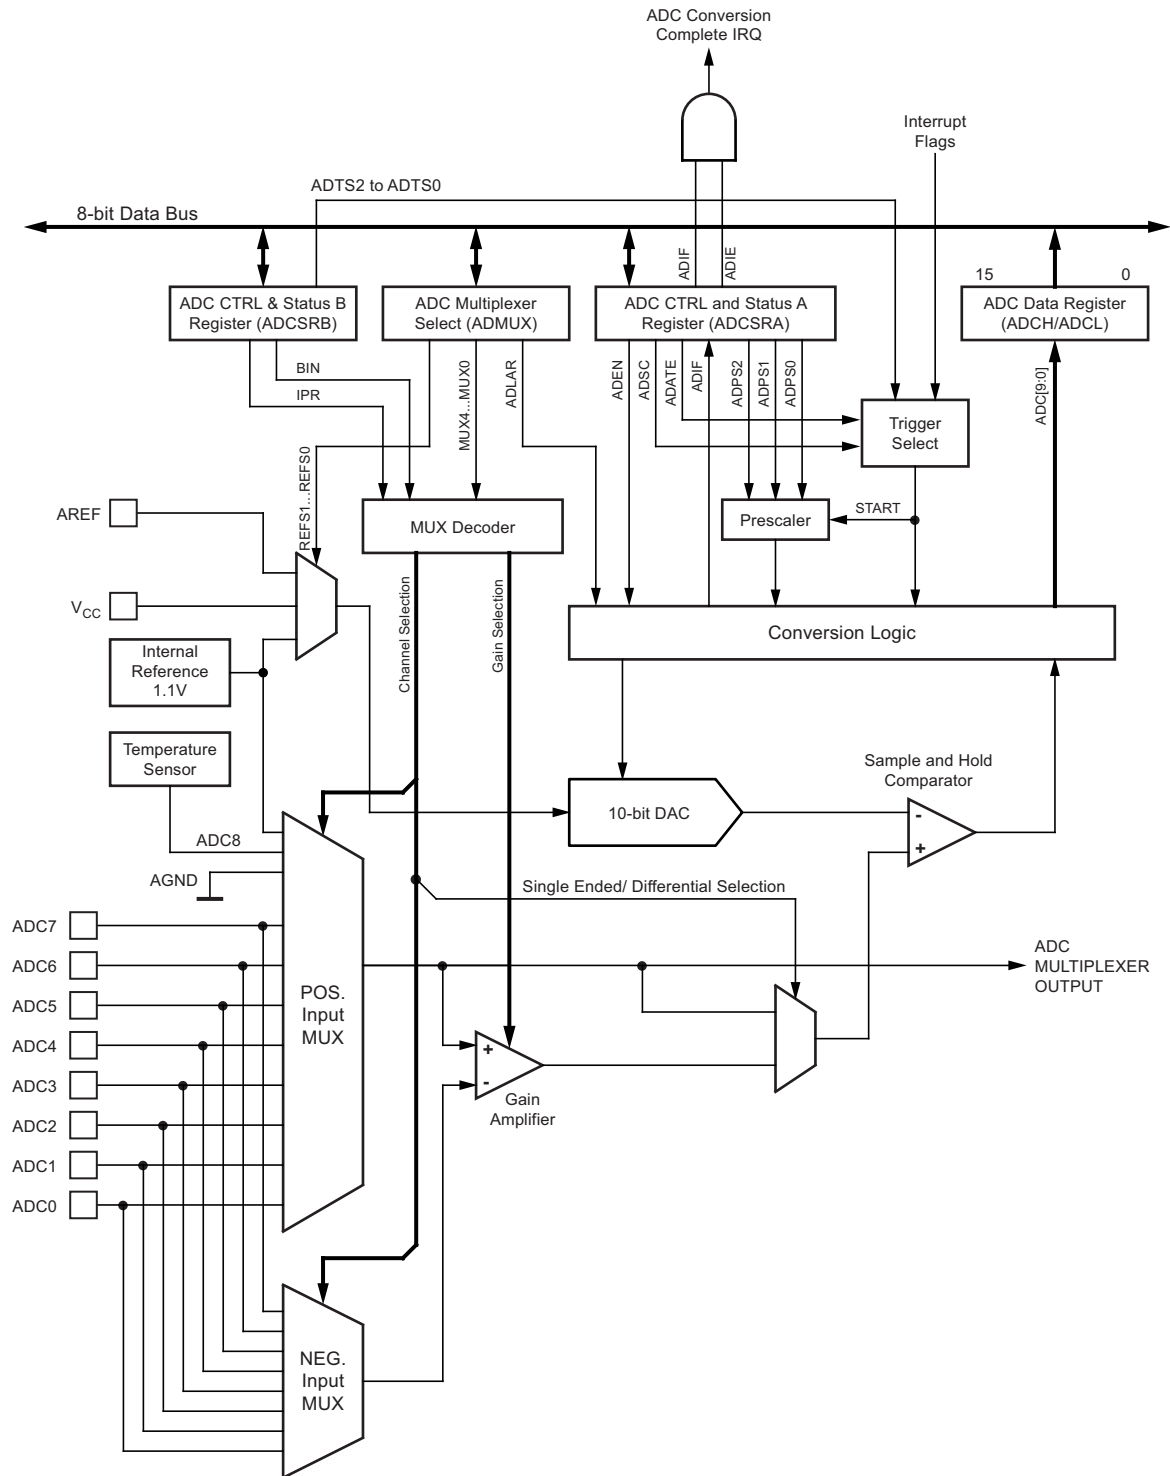 ADC Conversion
Complete IRQ
Interrupt
Flags
ADTS2 to ADTS0
8-bit Data Bus
ADIF
ADIE
15
0
ADC CTRL & Status B
Register (ADCSRB)
ADC Multiplexer
Select (ADMUX)
ADC CTRL and Status A
Register (ADCSRA)
ADC Data Register
(ADCH/ADCL)
BIN
IPR
REFS1...REFS0
MUX4...MUX0
ADLAR
ADEN
ADSC
ADATE
ADIF
ADPS2
ADPS1
ADPS0
ADC[9:0]
Trigger
Select
AREF
MUX Decoder
Prescaler
START
VCC
Channel Selection
Gain Selection
Conversion Logic
Internal
Reference
1.1V
Temperature
Sensor
Sample and Hold
Comparator
10-bit DAC
-
+
ADC8
AGND
Single Ended/ Differential Selection
ADC7
ADC6
ADC5
ADC4
ADC3
ADC2
ADC1
ADC0
POS.
Input
MUX
ADC
MULTIPLEXER
OUTPUT
+
-
Gain
Amplifier
NEG.
Input
MUX